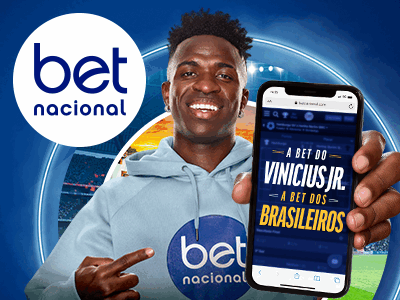 bet
nacional
A BET DO
VINICIUS JR.
A BET DOS
BRASILEIROS
bet
nacional